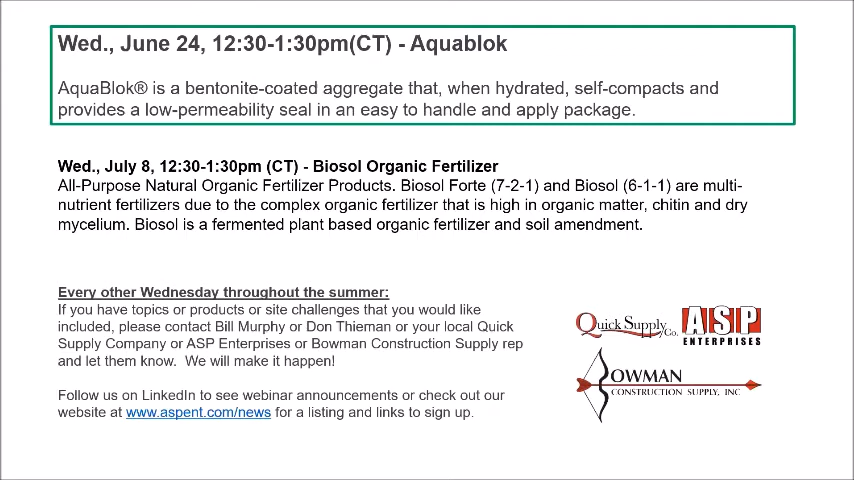 Wed., June 24, 12:30-1:30pm(CT) - Aquablok
AquaBlok® is a bentonite-coated aggregate that, when hydrated, self-compacts and
provides a low-permeability seal in an easy to handle and apply package.
Wed., July 8, 12:30-1:30pm (CT) - Biosol Organic Fertilizer
All-Purpose Natural Organic Fertilizer Products. Biosol Forte (7-2-1) and Biosol (6-1-1) are multi-
nutrient fertilizers due to the complex organic fertilizer that is high in organic matter, chitin and dry
mycelium. Biosol is a fermented plant based organic fertilizer and soil amendment.
Every other Wednesday throughout the summer:
If you have topics or products or site challenges that you would like
included, please contact Bill Murphy or Don Thieman or your local Quick
Supply Company or ASP Enterprises or Bowman Construction Supply rep
and let them know.  We will make it happen!
Follow us on LinkedIn to see webinar announcements or check out our
website at www.aspent.com/news for a listing and links to sign up.
Quick Supply Co.
ASP
ENTERPRISES
BOWMAN
CONSTRUCTION SUPPLY, INC